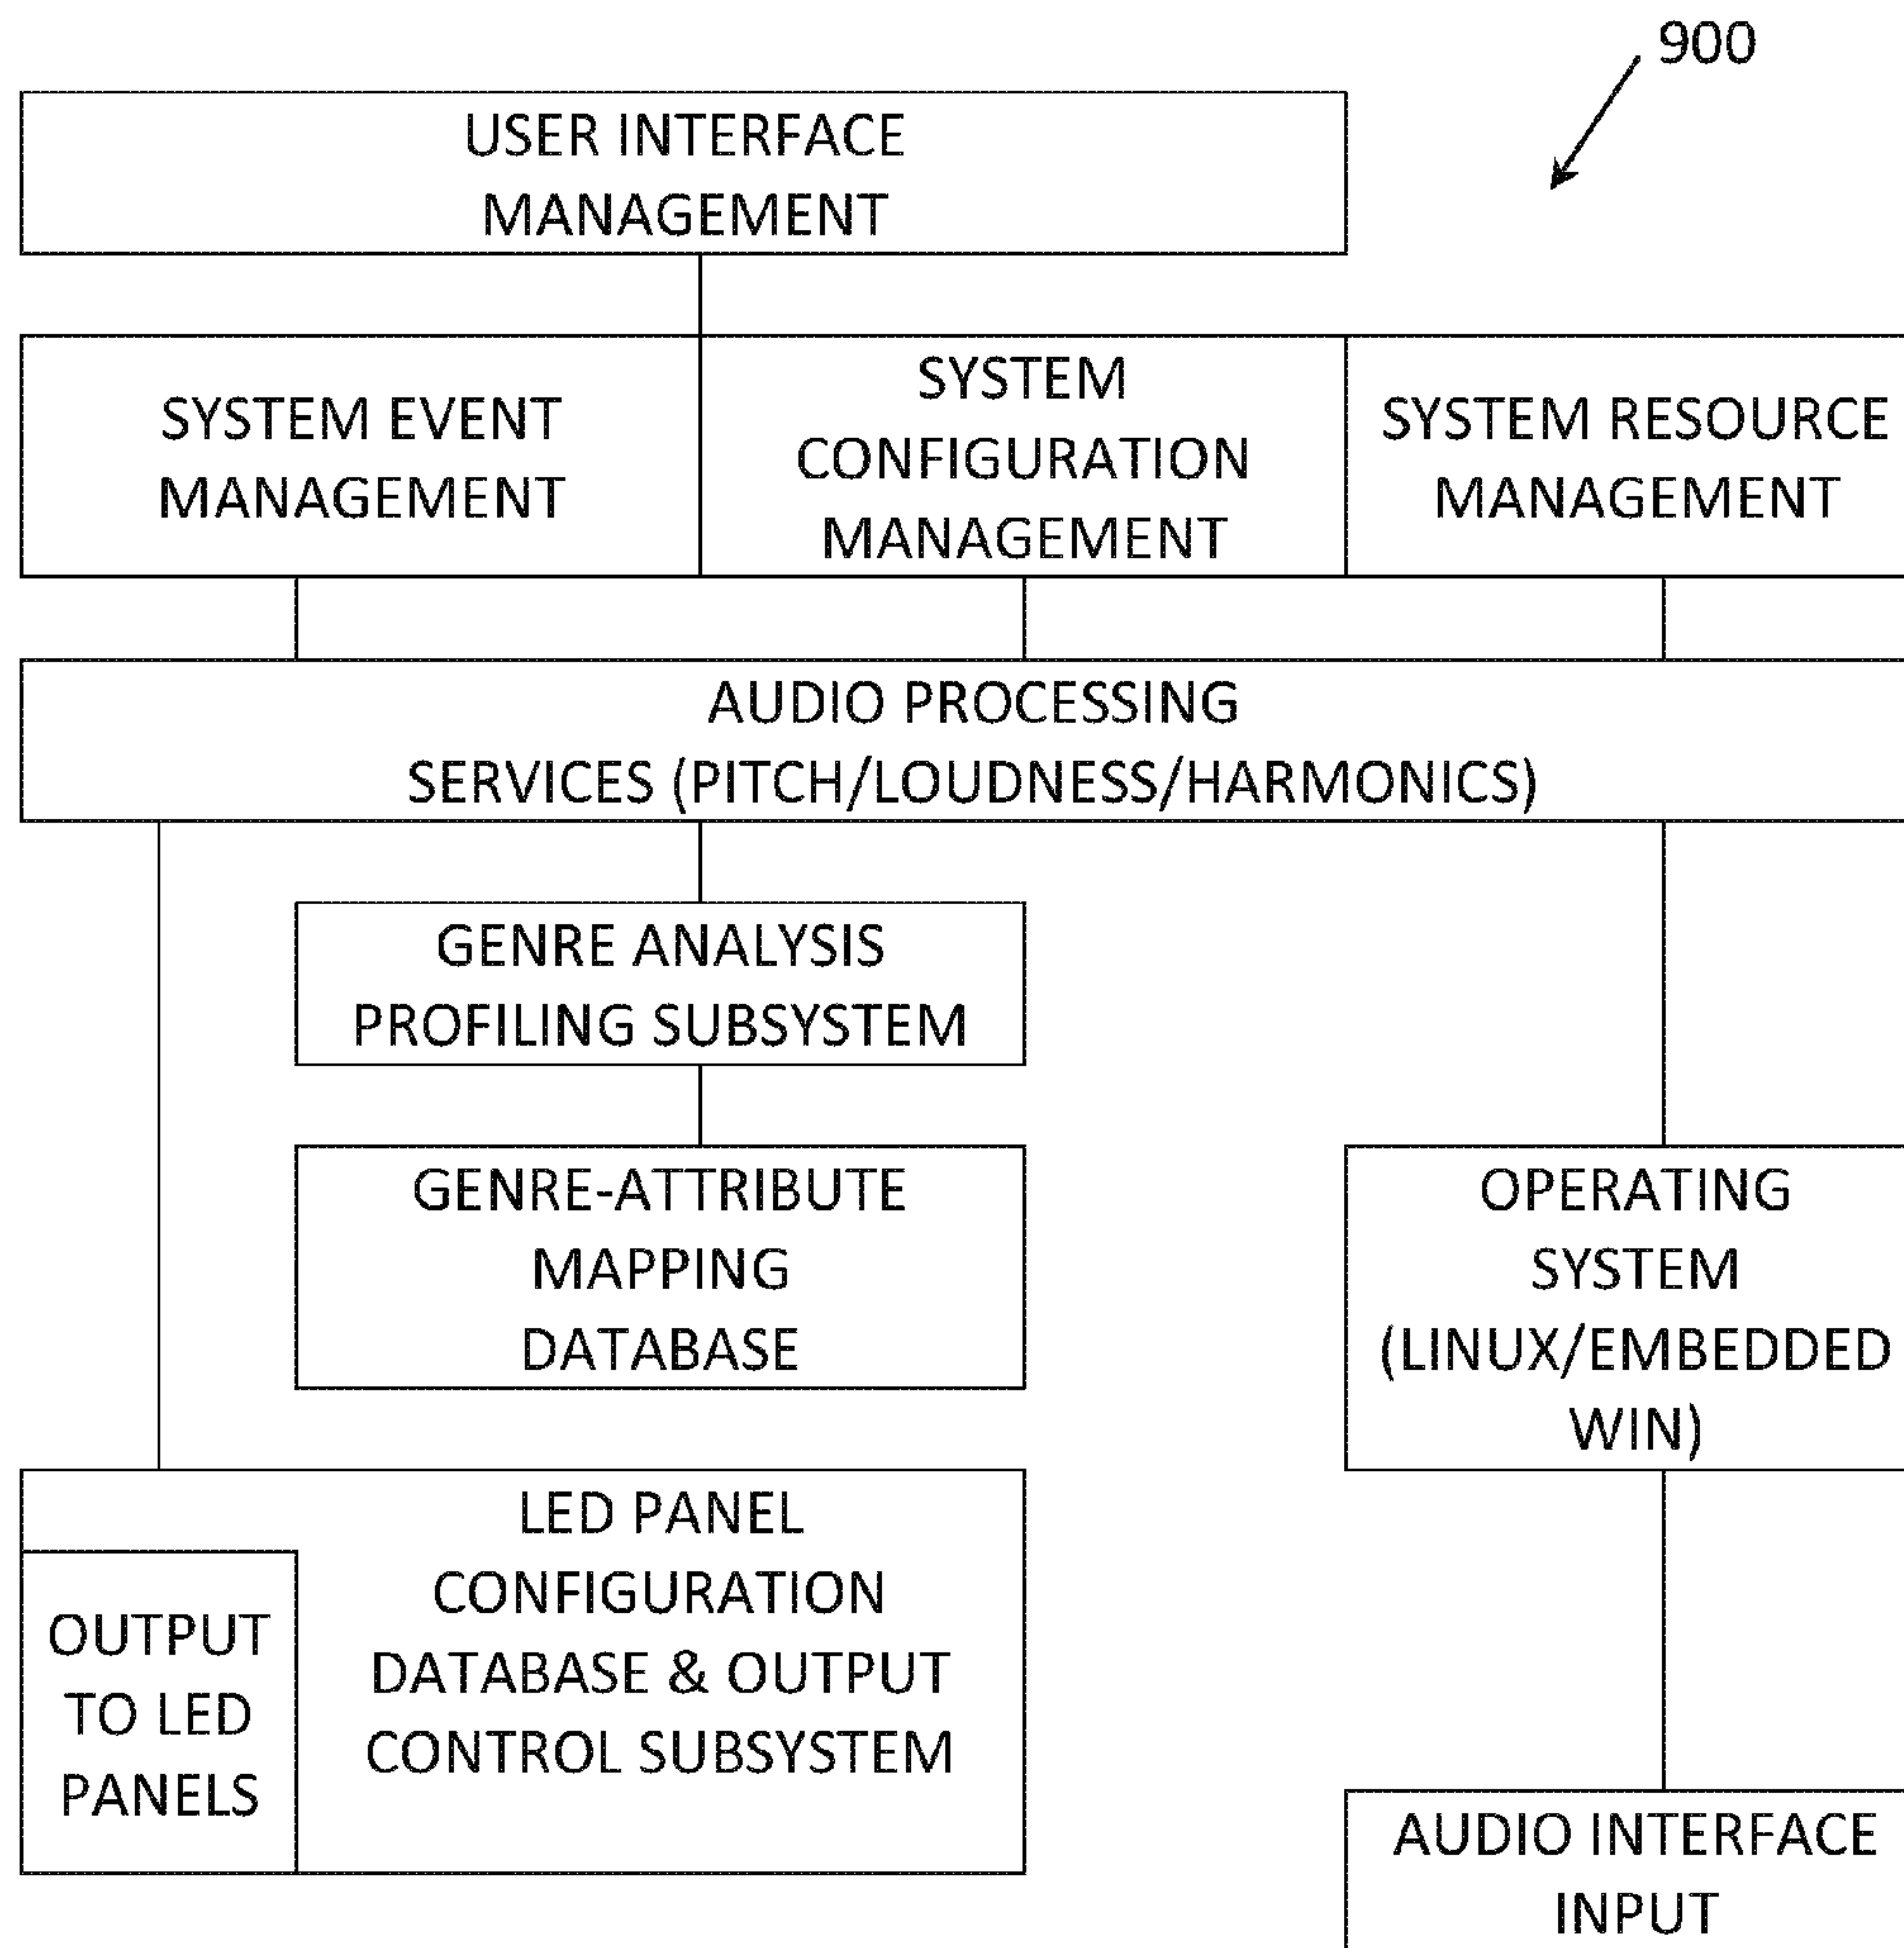 900
USER INTERFACE
MANAGEMENT
SYSTEM EVENT
MANAGEMENT
SYSTEM
CONFIGURATION
MANAGEMENT
SYSTEM RESOURCE
MANAGEMENT
AUDIO PROCESSING
SERVICES (PITCH/LOUDNESS/HARMONICS)
GENRE ANALYSIS
PROFILING SUBSYSTEM
GENRE-ATTRIBUTE
MAPPING
DATABASE
OPERATING
SYSTEM
(LINUX/EMBEDDED
WIN)
LED PANEL
CONFIGURATION
DATABASE & OUTPUT
CONTROL SUBSYSTEM
OUTPUT
TO LED
PANELS
AUDIO INTERFACE
INPUT